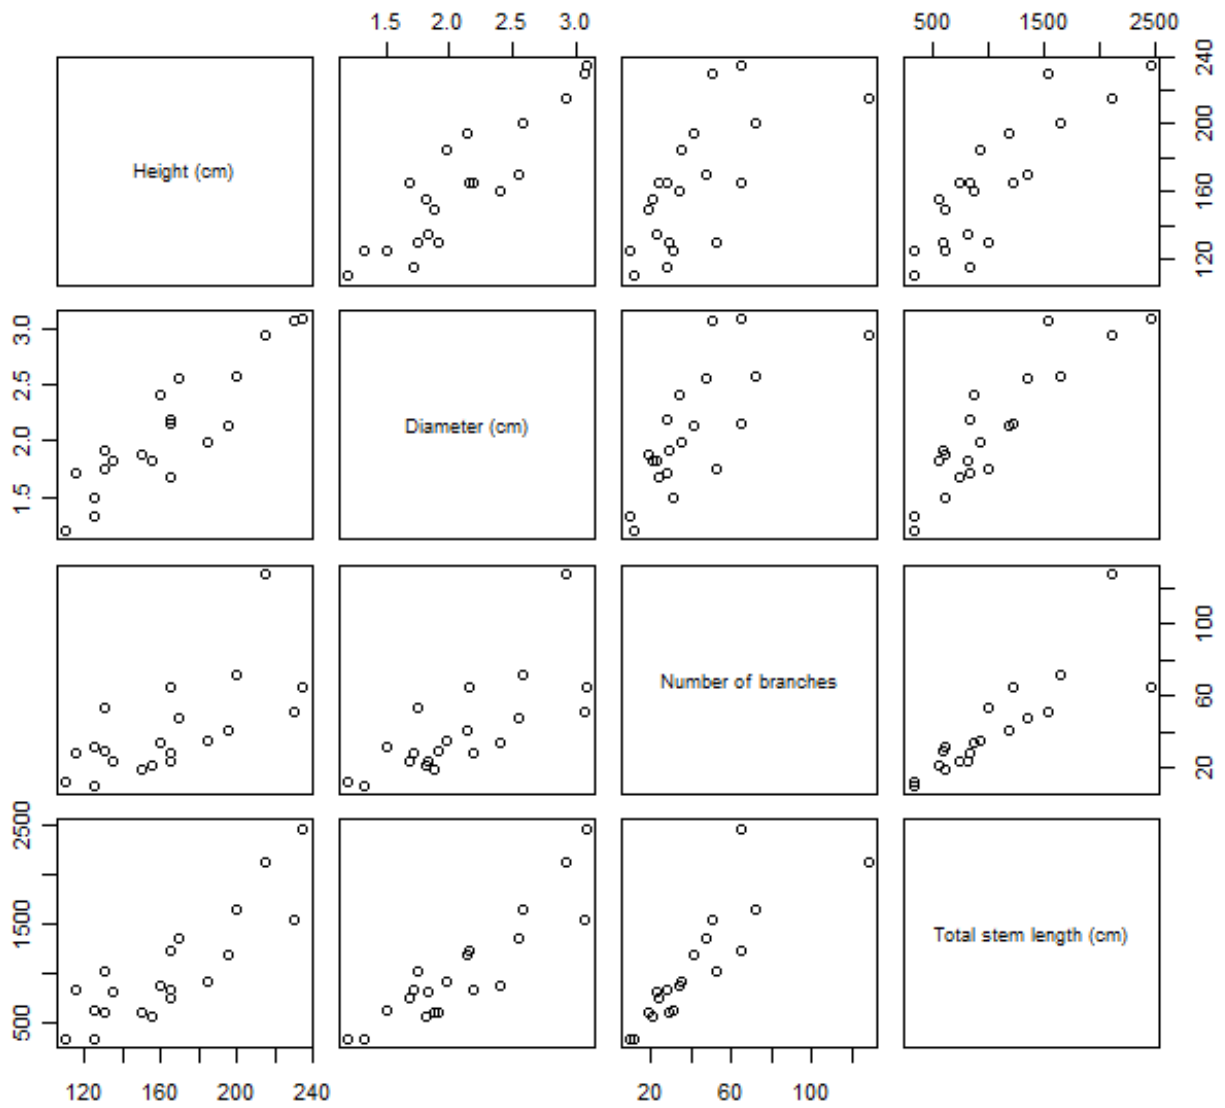 1.5 2.0 2.5 3.0 500 1500 2500
Height (cm)
120 160 200 240
1.5 2.0 2.5 3.0
Diameter (cm)
Number of branches
20 60 100
500 1500 2500
Total stem length (cm)
120 160 200 240 20 60 100